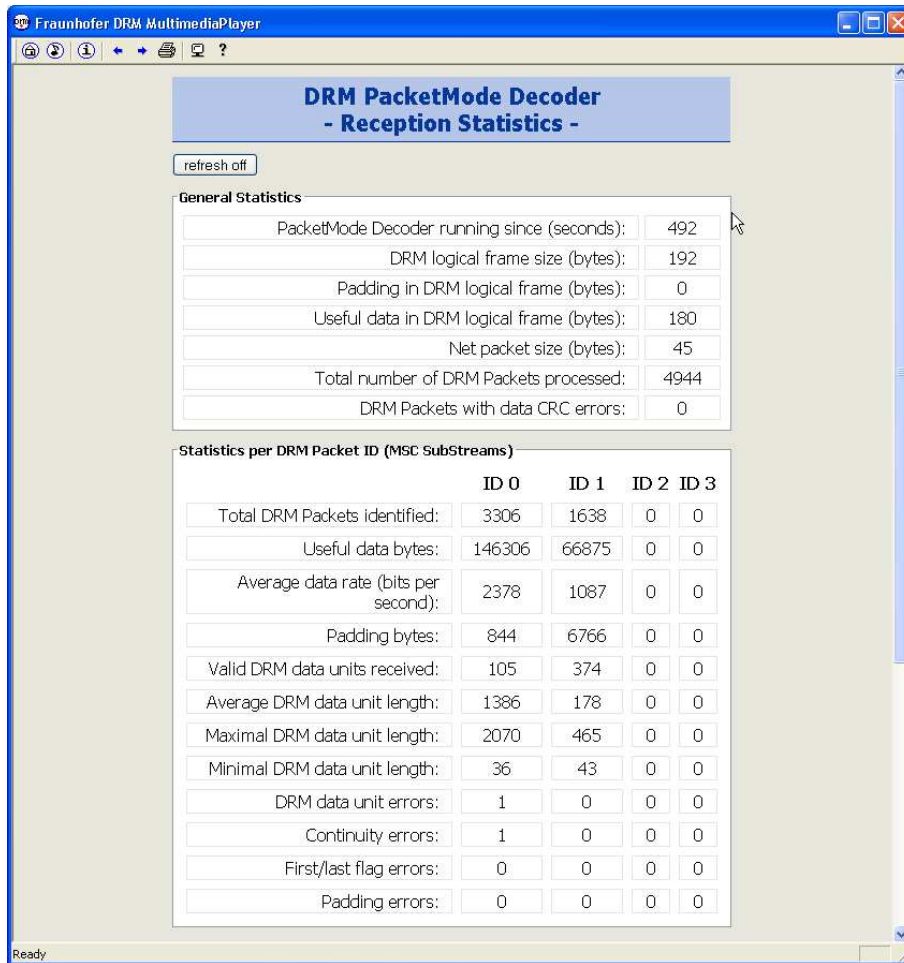 Fraunhofer DRM MultimediaPlayer
DRM PacketMode Decoder
- Reception Statistics -
refresh off
General Statistics
PacketMode Decoder running since (seconds): 492
DRM logical frame size (bytes): 192
Padding in DRM logical frame (bytes): 0
Useful data in DRM logical frame (bytes): 180
Net packet size (bytes): 45
Total number of DRM Packets processed: 4944
DRM Packets with data CRC errors: 0
Statistics per DRM Packet ID (MSC SubStreams)
ID 0 ID 1 ID 2 ID 3
Total DRM Packets identified: 3306 1638 0 0
Useful data bytes: 146306 66875 0 0
Average data rate (bits per
second): 2378 1087 0 0
Padding bytes: 844 6766 0 0
Valid DRM data units received: 105 374 0 0
Average DRM data unit length: 1386 178 0 0
Maximal DRM data unit length: 2070 465 0 0
Minimal DRM data unit length: 36 43 0 0
DRM data unit errors: 1 0 0 0
Continuity errors: 1 0 0 0
First/last flag errors: 0 0 0 0
Padding errors: 0 0 0 0
Ready